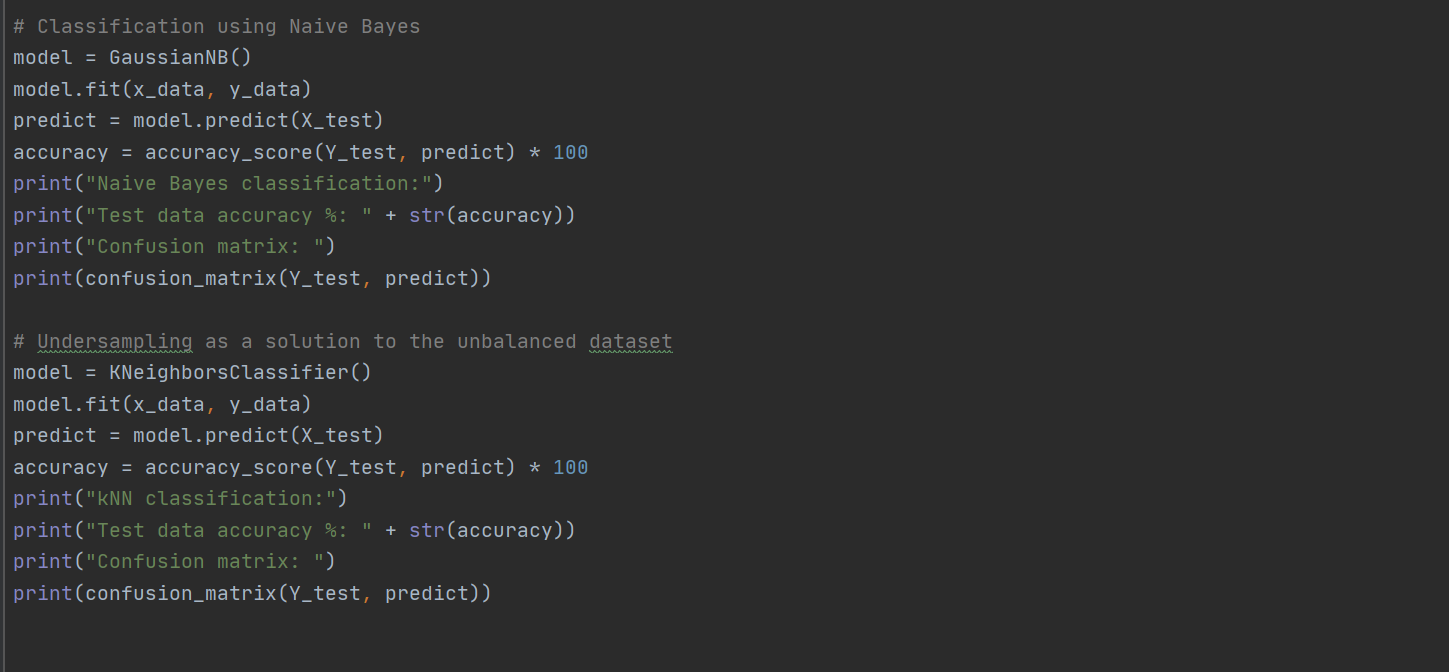 # Classification using Naive Bayes
model = GaussianNB()
model.fit(x_data, y_data)
predict = model.predict(X_test)
accuracy = accuracy_score(Y_test, predict) * 100
print("Naive Bayes classification:")
print("Test data accuracy %: " + str(accuracy))
print("Confusion matrix: ")
print(confusion_matrix(Y_test, predict))
# Undersampling as a solution to the unbalanced dataset
model = KNeighborsClassifier()
model.fit(x_data, y_data)
predict = model.predict(X_test)
accuracy = accuracy_score(Y_test, predict) * 100
print("kNN classification:")
print("Test data accuracy %: " + str(accuracy))
print("Confusion matrix: ")
print(confusion_matrix(Y_test, predict))